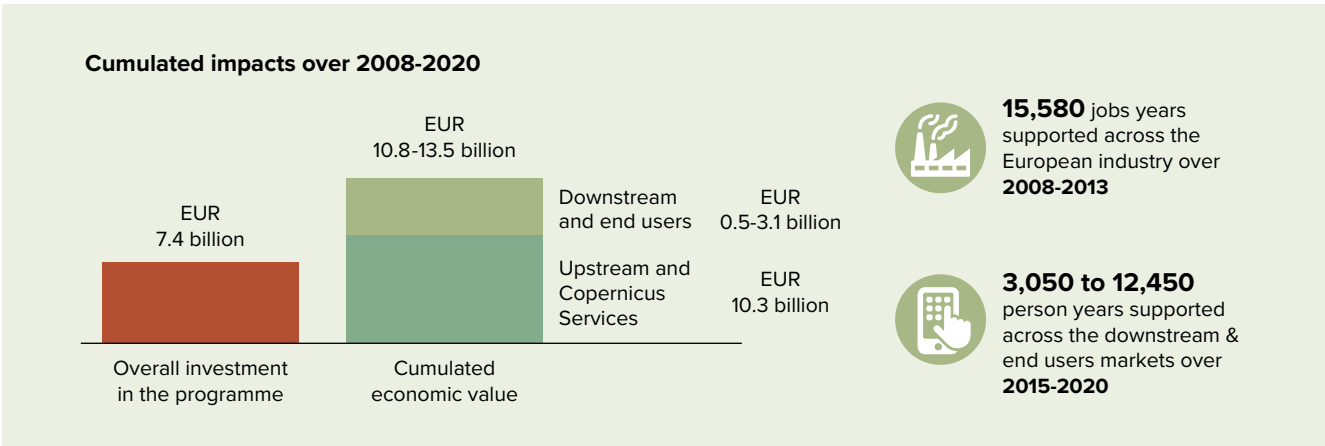 Cumulated impacts over 2008-2020
EUR
10.8-13.5 billion
EUR
7.4 billion
Downstream
and end users
EUR
0.5-3.1 billion
Upstream and
Copernicus
Services
EUR
10.3 billion
Overall investment
in the programme
Cumulated
economic value
15,580 jobs years
supported across the
European industry over
2008-2013
3,050 to 12,450
person years supported
across the downstream &
end users markets over
2015-2020